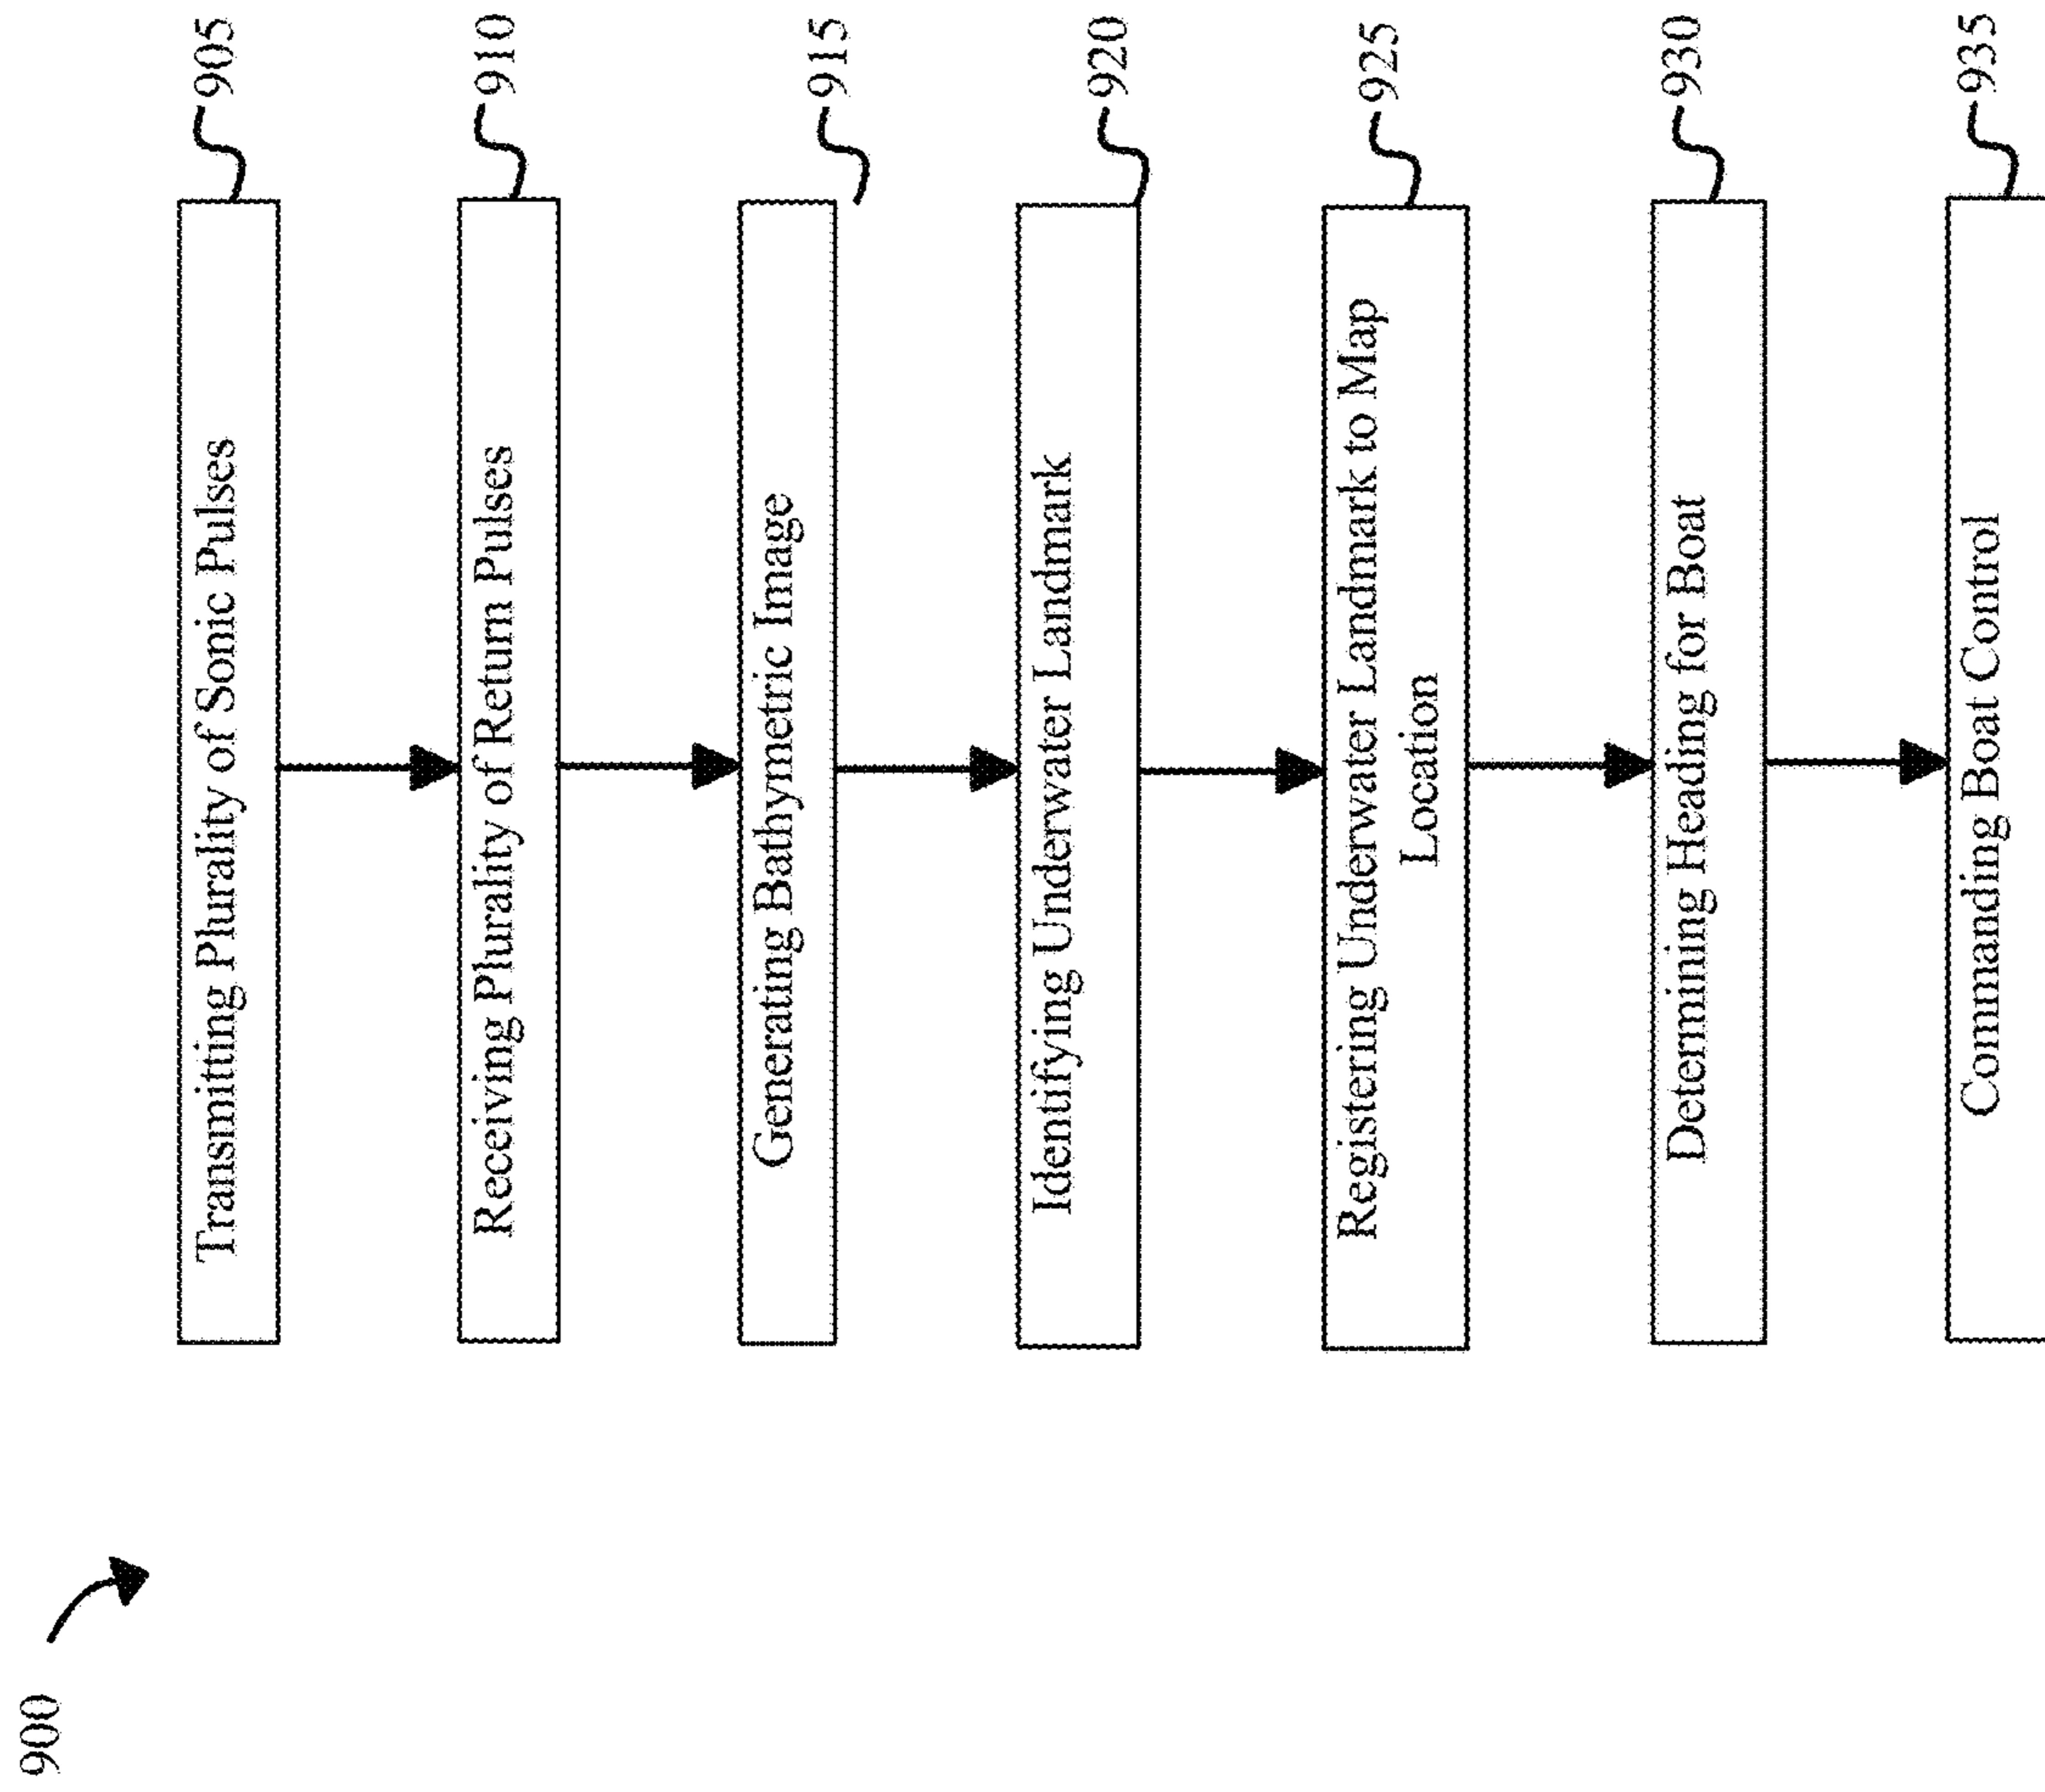 900
Transmitting Plurality of Sonic Pulses
905
Receiving Plurality of Return Pulses
910
Generating Bathymetric Image
915
Identifying Underwater Landmark
920
Registering Underwater Landmark to Map
Location
925
Determining Heading for Boat
930
Commanding Boat Control
935